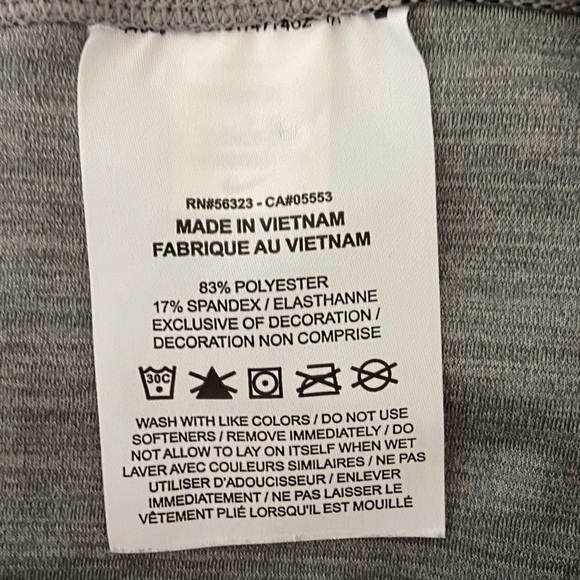 RN#56323 - CA#05553
MADE IN VIETNAM
FABRIQUE AU VIETNAM
83% POLYESTER
17% SPANDEX / ELASTHANNE
EXCLUSIVE OF DECORATION /
DECORATION NON COMPRISE
30C
WASH WITH LIKE COLORS / DO NOT USE
SOFTENERS / REMOVE IMMEDIATELY / DO
NOT ALLOW TO LAY ON ITSELF WHEN WET
LAVER AVEC COULEURS SIMILAIRES / NE PAS
UTILISER D'ADOUCISSEUR / ENLEVER
IMMEDIATEMENT / NE PAS LAISSER LE
VÊTEMENT PLIÉ LORSQU'IL EST MOUILLÉ